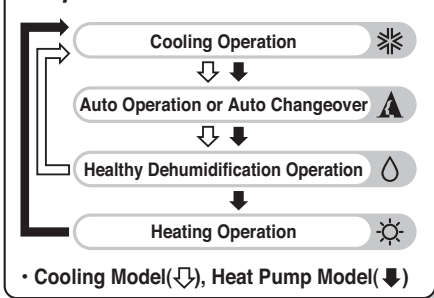 Cooling Operation
Auto Operation or Auto Changeover
Healthy Dehumidification Operation
Heating Operation
· Cooling Model(⇩), Heat Pump Model(⬇)